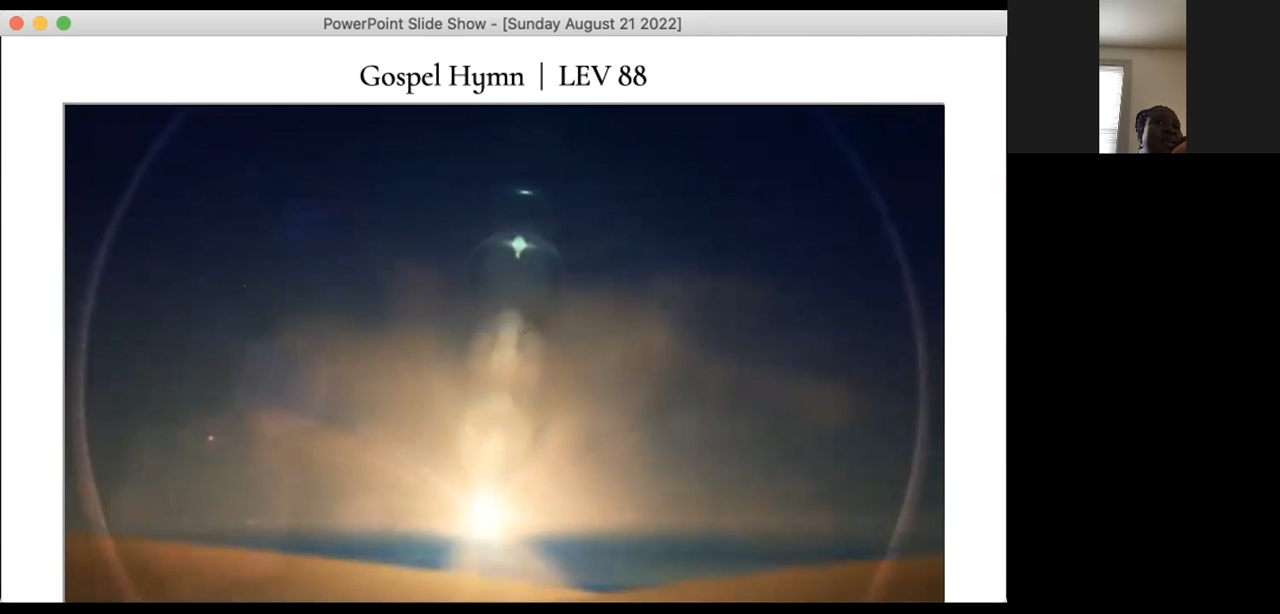 PowerPoint Slide Show - [Sunday August 21 2022]
Gospel Hymn | LEV 88